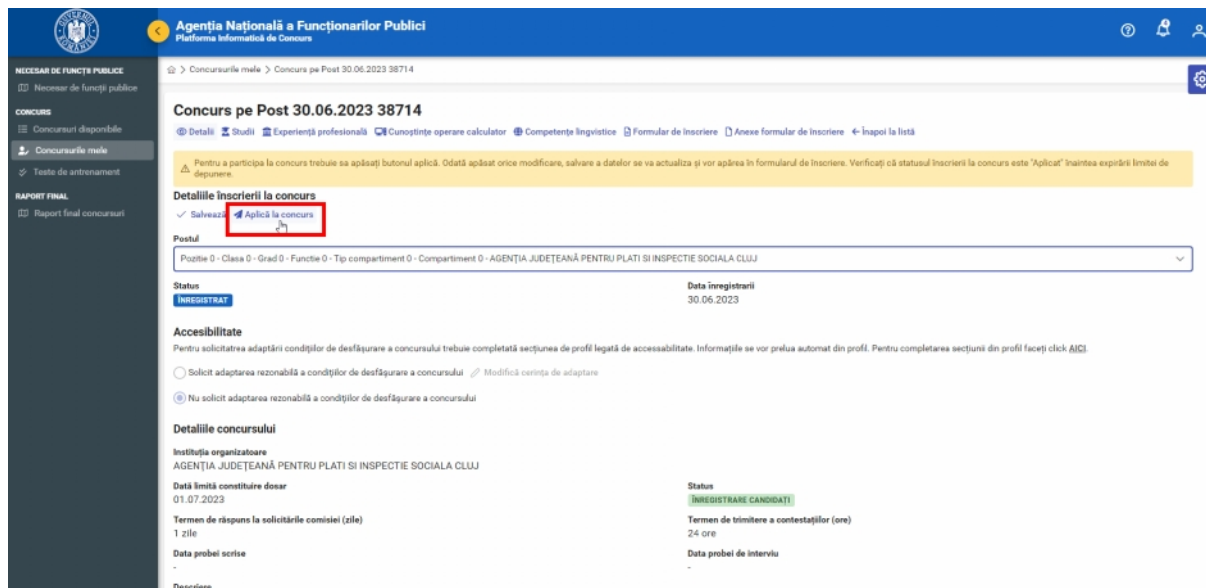 Agenția Națională a Funcționarilor Publici
Platforma Informatică de Concurs
NECESAR DE FUNCȚII PUBLICE
Necesar de funcții publice
CONCURS
Concursuri disponibile
Concursurile mele
Teste de antrenament
RAPORT FINAL
Raport final concursuri
> Concursurile mele > Concurs pe Post 30.06.2023 38714
Concurs pe Post 30.06.2023 38714
Detalii Studii Experiență profesională Cunoștințe operare calculator Competențe lingvistice Formular de înscriere Anexe formular de înscriere Înapoi la listă
Pentru a participa la concurs trebuie sa apăsați butonul aplică. Odată apăsat orice modificare, salvare a datelor se va actualiza și vor apărea în formularul de înscriere. Verificați că statusul înscrierii la concurs este "Aplicat" înaintea expirării limitei de
depunere.
Detaliile înscrierii la concurs
Salvează Aplică la concurs
Postul
Pozitie 0 - Clasa 0 - Grad 0 - Functie 0 - Tip compartiment 0 - Compartiment 0 - AGENȚIA JUDEȚEANĂ PENTRU PLATI SI INSPECTIE SOCIALA CLUJ
Status Data înregistrarii
ÎNREGISTRAT 30.06.2023
Accesibilitate
Pentru solicitatrea adaptării condițiilor de desfășurare a concursului trebuie completată secțiunea de profil legată de accessabilitate. Informațiile se vor prelua automat din profil. Pentru completarea secțiunii din profil faceți click AICI.
Solicit adaptarea rezonabilă a condițiilor de desfășurare a concursului Modifică cerința de adaptare
Nu solicit adaptarea rezonabilă a condițiilor de desfășurare a concursului
Detaliile concursului
Instituția organizatoare
AGENȚIA JUDEȚEANĂ PENTRU PLATI SI INSPECTIE SOCIALA CLUJ
Dată limită constituire dosar Status
01.07.2023 ÎNREGISTRARE CANDIDAȚI
Termen de răspuns la solicitările comisiei (zile) Termen de trimitere a contestațiilor (ore)
1 zile 24 ore
Data probei scrise Data probei de interviu
- -
Descriere